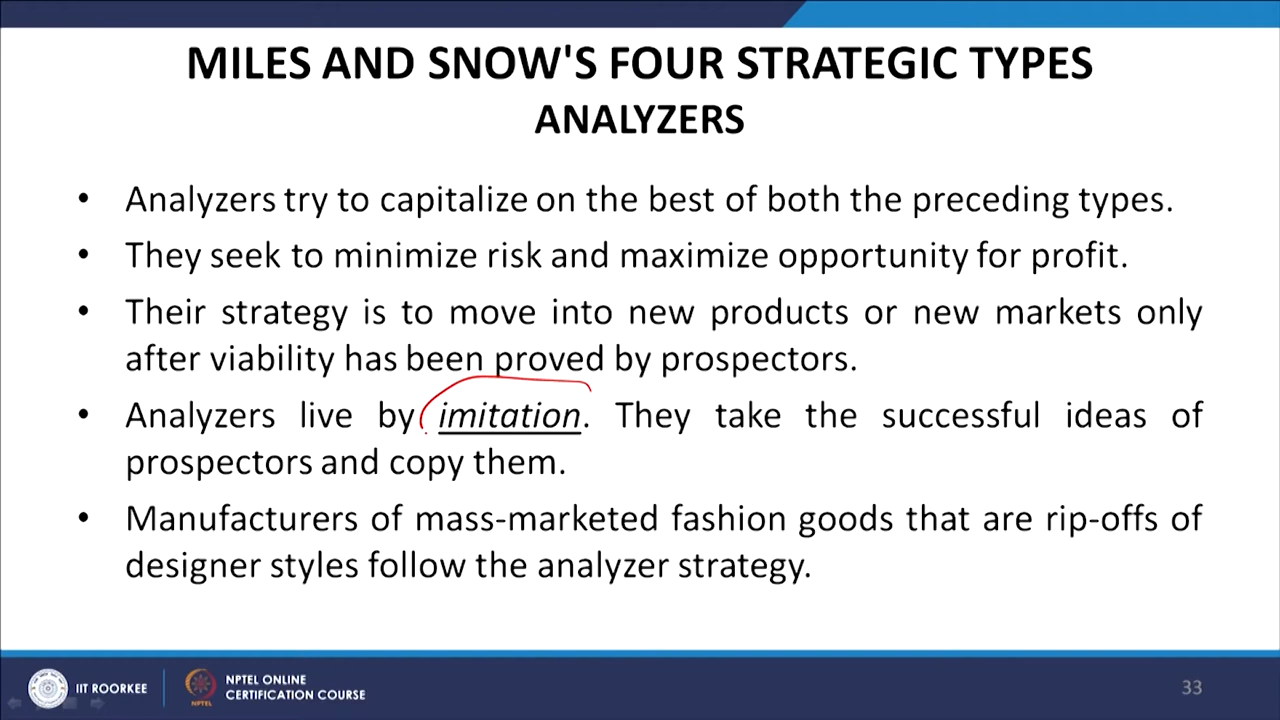 MILES AND SNOW'S FOUR STRATEGIC TYPES
ANALYZERS
• Analyzers try to capitalize on the best of both the preceding types.
• They seek to minimize risk and maximize opportunity for profit.
• Their strategy is to move into new products or new markets only
after viability has been proved by prospectors.
• Analyzers live by imitation. They take the successful ideas of
prospectors and copy them.
• Manufacturers of mass-marketed fashion goods that are rip-offs of
designer styles follow the analyzer strategy.
IIT ROORKEE
NPTEL
NPTEL ONLINE
CERTIFICATION COURSE
33